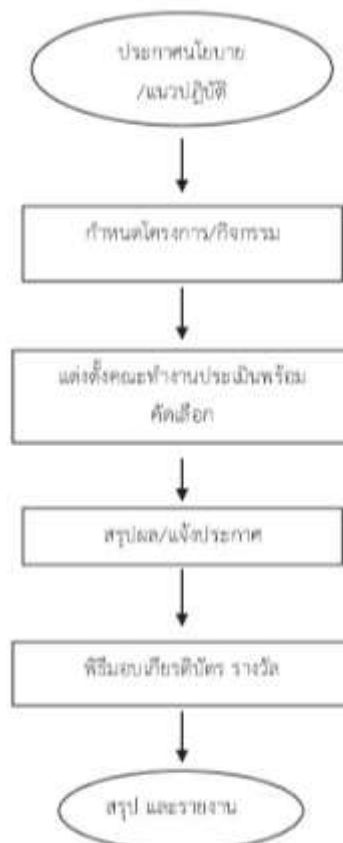 ประกาศนโยบาย
/แนวปฏิบัติ
กำหนดโครงการ/กิจกรรม
แต่งตั้งคณะทำงานประเมินพร้อม
คัดเลือก
สรุปผล/แจ้งประกาศ
พิธีมอบเกียรติบัตร รางวัล
สรุป และรายงาน